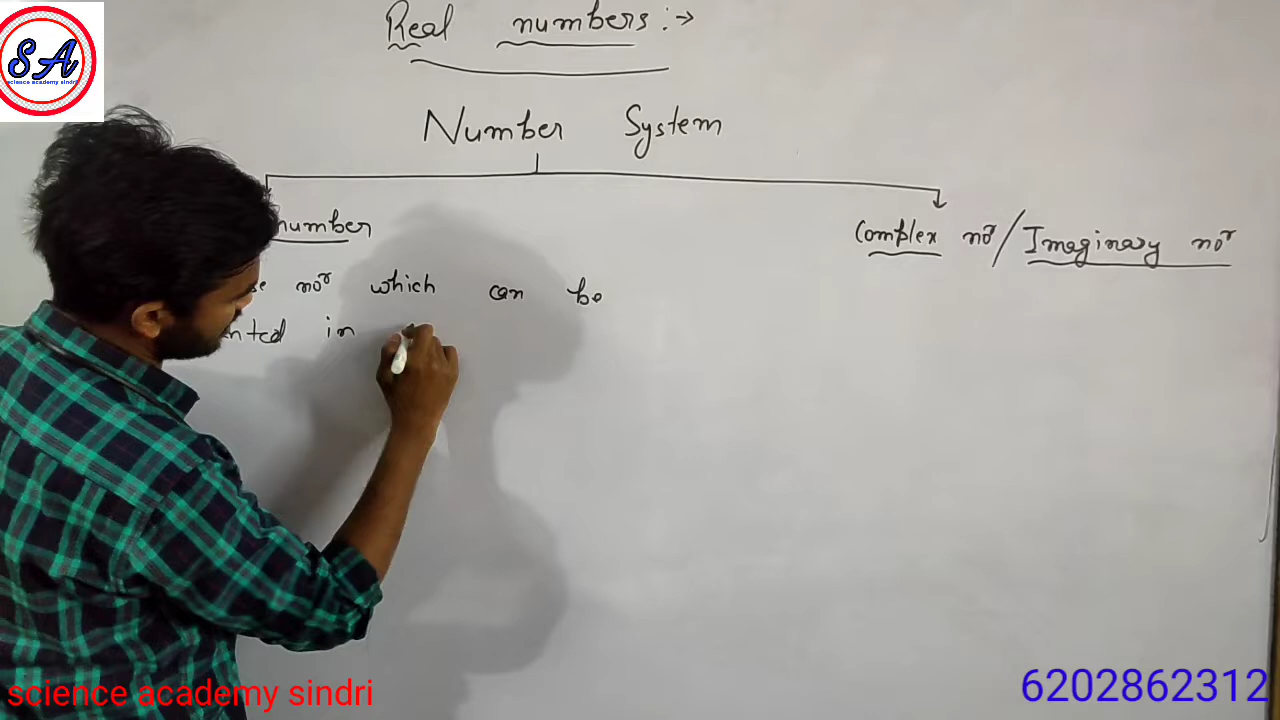 Real numbers :→
SA
science academy sindri
Number System
number
Complex no^r / Imaginary no^r
no^r which can be
in
science academy sindri
6202862312